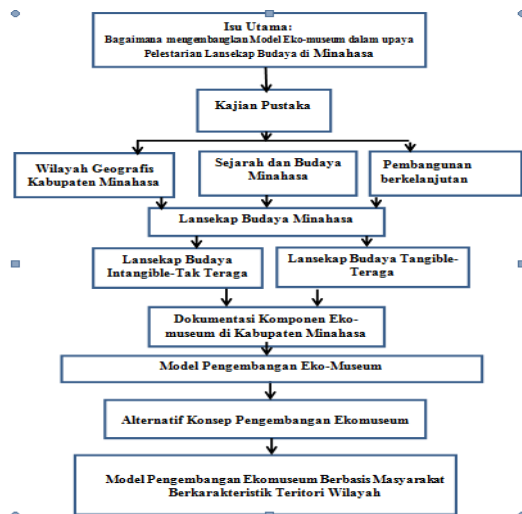 Isu Utama:
Bagaimana mengembangkan Model Eko-museum dalam upaya
Pelestarian Lansekap Budaya di Minahasa
Kajian Pustaka
Wilayah Geografis
Kabupaten Minahasa
Sejarah dan Budaya
Minahasa
Pembangunan
berkelanjutan
Lansekap Budaya Minahasa
Lansekap Budaya
Intangible-Tak Teraga
Lansekap Budaya Tangible-
Teraga
Dokumentasi Komponen Eko-
museum di Kabupaten Minahasa
Model Pengembangan Eko-Museum
Alternatif Konsep Pengembangan Ekomuseum
Model Pengembangan Ekomuseum Berbasis Masyarakat
Berkarakteristik Teritori Wilayah